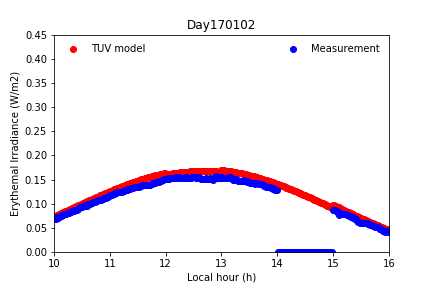 Day170102
TUV model
Measurement
Erythemal Irradiance (W/m2)
0.45
0.40
0.35
0.30
0.25
0.20
0.15
0.10
0.05
0.00
10 11 12 13 14 15 16
Local hour (h)